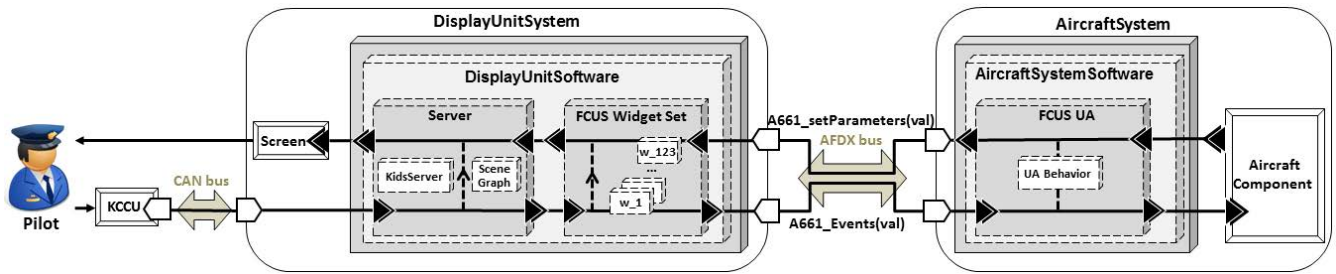 DisplayUnitSystem
DisplayUnitSoftware
Server
FCUS Widget Set
Screen
KidsServer
Scene
Graph
w_123
...
w_1
Pilot
KCCU
CAN bus
A661_setParameters(val)
AFDX bus
A661_Events(val)
AircraftSystem
AircraftSystemSoftware
FCUS UA
UA Behavior
Aircraft
Component